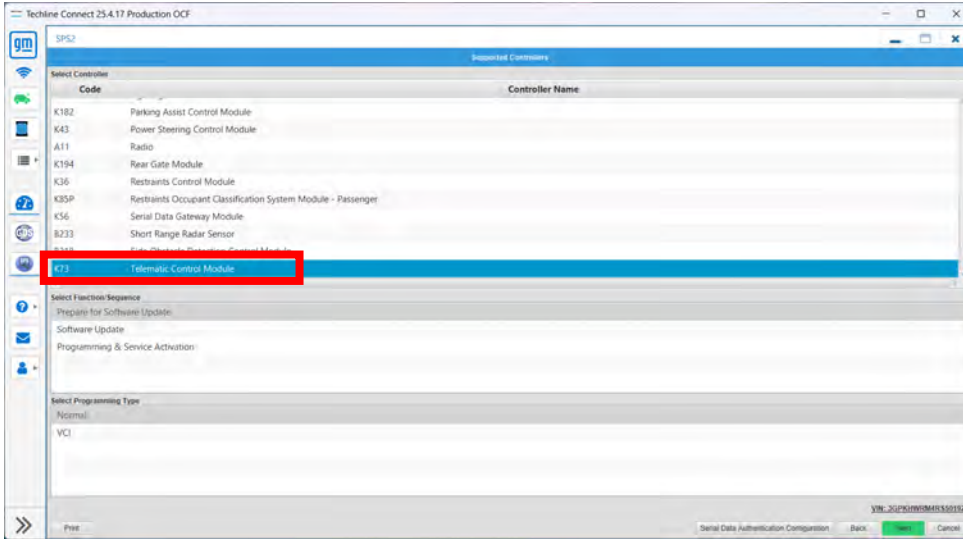 Techline Connect 25.4.17 Production OCF
gm
SPS2
Supported Controllers
Select Controller
Code Controller Name
K182 Parking Assist Control Module
K43 Power Steering Control Module
A11 Radio
K194 Rear Gate Module
K36 Restraints Control Module
K85P Restraints Occupant Classification System Module - Passenger
K56 Serial Data Gateway Module
B233 Short Range Radar Sensor
K73 Telematic Control Module
Select Function/Sequence
Prepare for Software Update
Software Update
Programming & Service Activation
Select Programming Type
Normal
VCI
Print
Serial Data Authentication Configuration Back Next Cancel